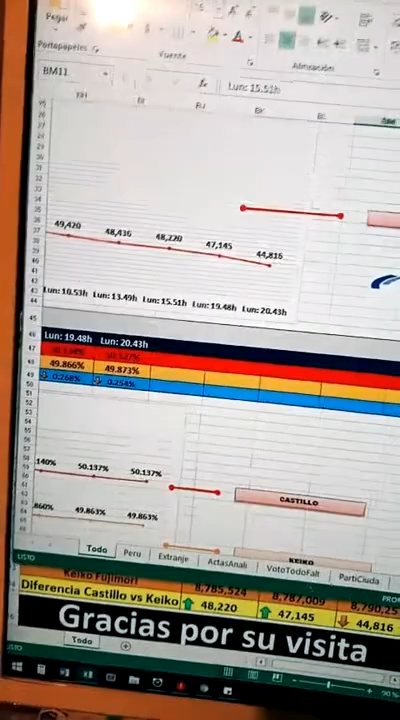 Pegar
Portapapeles
Fuente
Alineación
BM11
fx
Lun: 15.51h
49,420
48,436
48,220
47,145
44,816
Lun: 10.53h Lun: 13.49h Lun: 15.51h Lun: 19.48h Lun: 20.43h
Lun: 19.48h Lun: 20.43h
49.866% 49.873%
0.268% 0.254%
140% 50.137% 50.137%
CASTILLO
860% 49.863% 49.863%
KEIKO
Todo Peru Extranje ActasAnali VotoTodoFalt PartiCiuda
LISTO
Keiko Fujimori 8,785,524 8,787,009
Diferencia Castillo vs Keiko 48,220 47,145 44,816
Gracias por su visita
Todo
LISTO